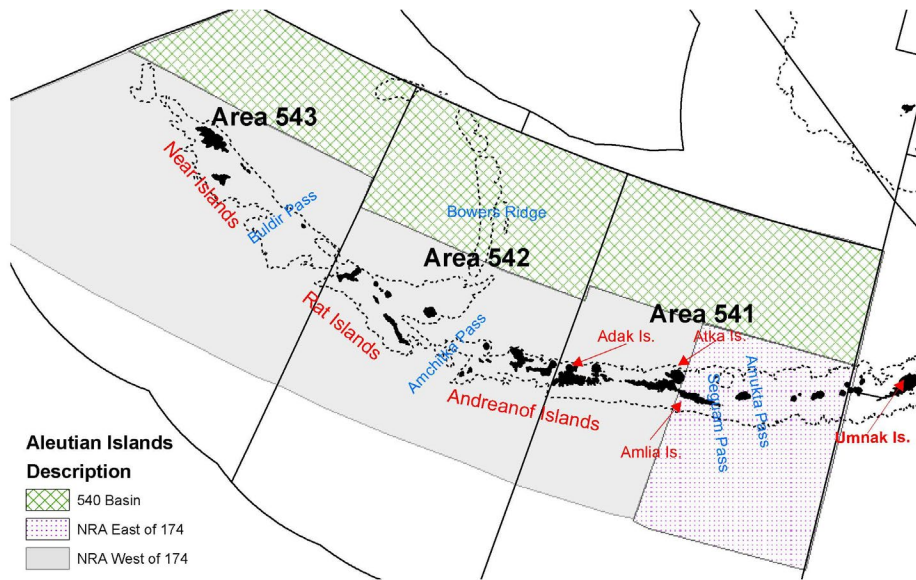 Area 543
Near Islands
Buldir Pass
Bowers Ridge
Area 542
Rat Islands
Amchitka Pass
Area 541
Adak Is.
Atka Is.
Andreanof Islands
Seguam Pass
Amukta Pass
Amlia Is.
Umnak Is.
Aleutian Islands
Description
540 Basin
NRA East of 174
NRA West of 174